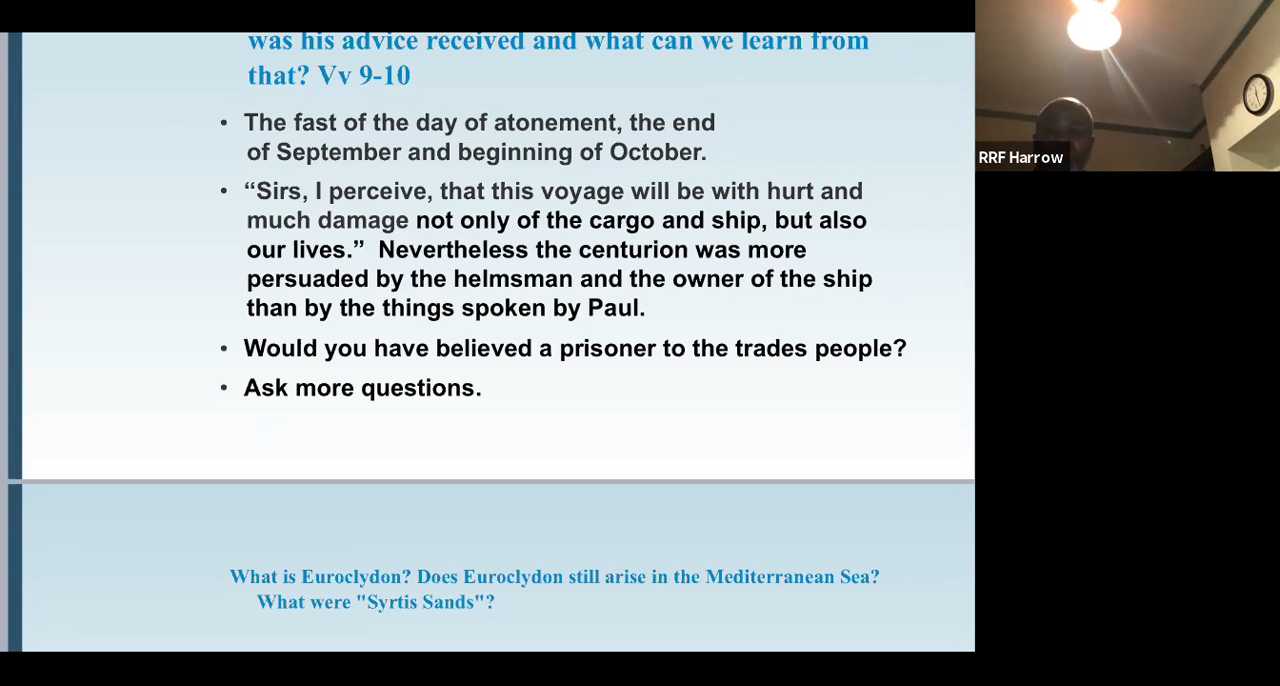 was his advice received and what can we learn from
that? Vv 9-10
• The fast of the day of atonement, the end
of September and beginning of October.
• “Sirs, I perceive, that this voyage will be with hurt and
much damage not only of the cargo and ship, but also
our lives.” Nevertheless the centurion was more
persuaded by the helmsman and the owner of the ship
than by the things spoken by Paul.
• Would you have believed a prisoner to the trades people?
• Ask more questions.
What is Euroclydon? Does Euroclydon still arise in the Mediterranean Sea?
What were "Syrtis Sands"?
RRF Harrow